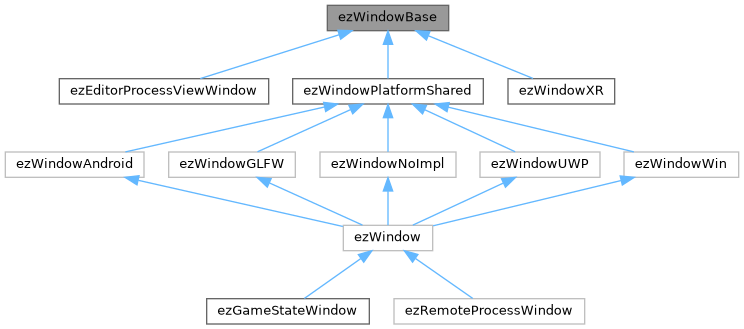 ezWindowBase
ezEditorProcessViewWindow
ezWindowPlatformShared
ezWindowXR
ezWindowAndroid
ezWindowGLFW
ezWindowNoImpl
ezWindowUWP
ezWindowWin
ezWindow
ezGameStateWindow
ezRemoteProcessWindow